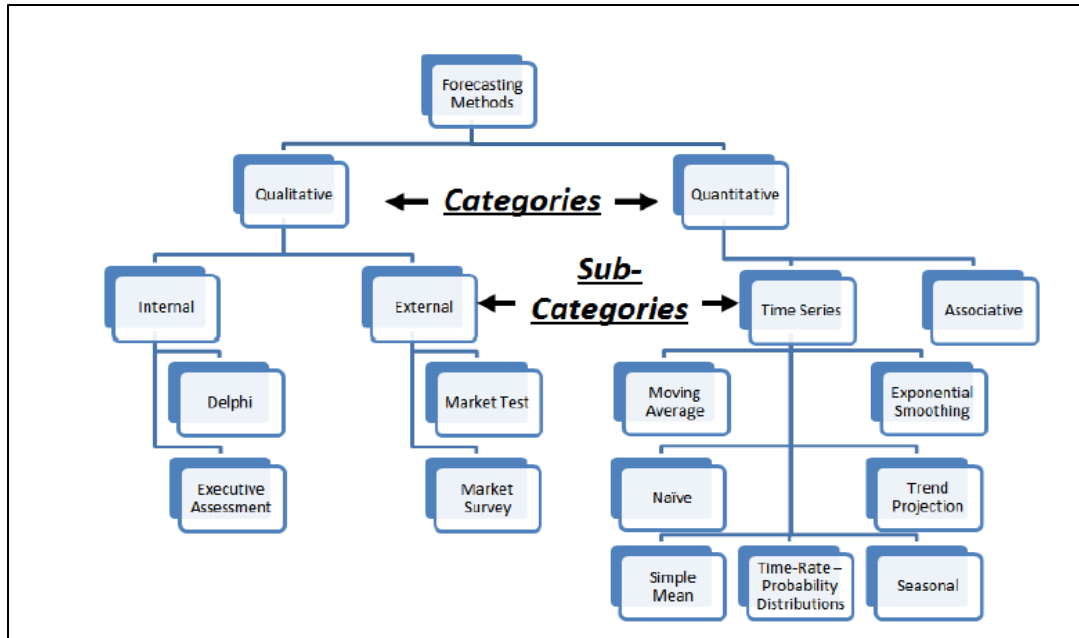 Forecasting
Methods
Qualitative
Categories
Quantitative
Internal
External
Sub-
Categories
Time Series
Associative
Delphi
Market Test
Moving
Average
Exponential
Smoothing
Executive
Assessment
Market
Survey
Naïve
Trend
Projection
Simple
Mean
Time-Rate –
Probability
Distributions
Seasonal